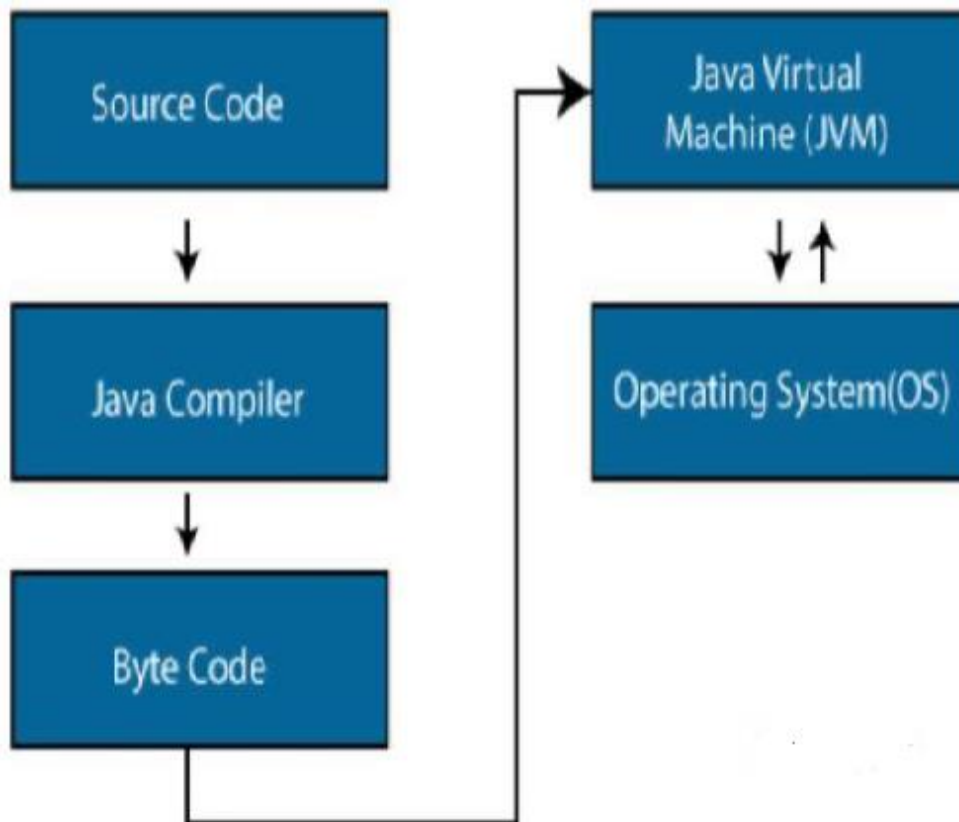 Source Code
Java Compiler
Byte Code
Java Virtual
Machine (JVM)
Operating System(OS)